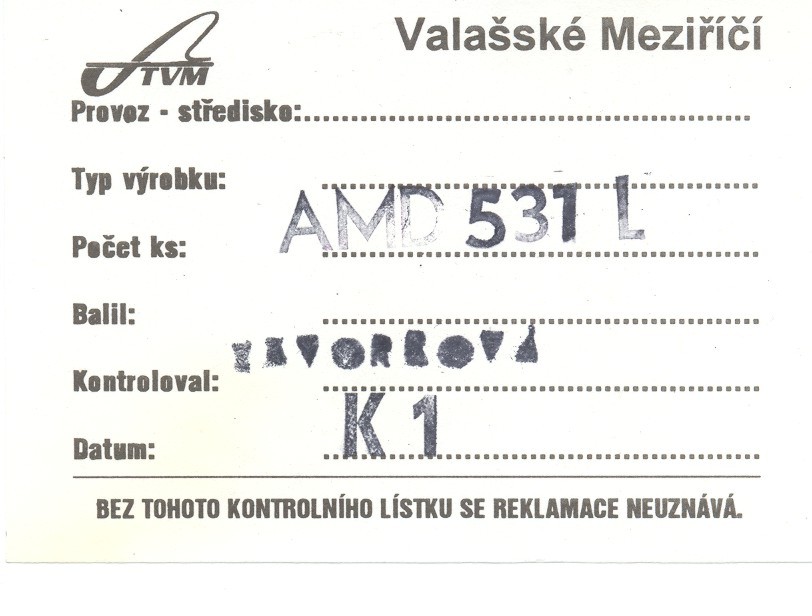 TVM
Valašské Meziříčí
Provoz - středisko:
Typ výrobku:
AMD 531 L
Počet ks:
Balil:
Kontroloval:
K 1
Datum:
BEZ TOHOTO KONTROLNÍHO LÍSTKU SE REKLAMACE NEUZNÁVÁ.